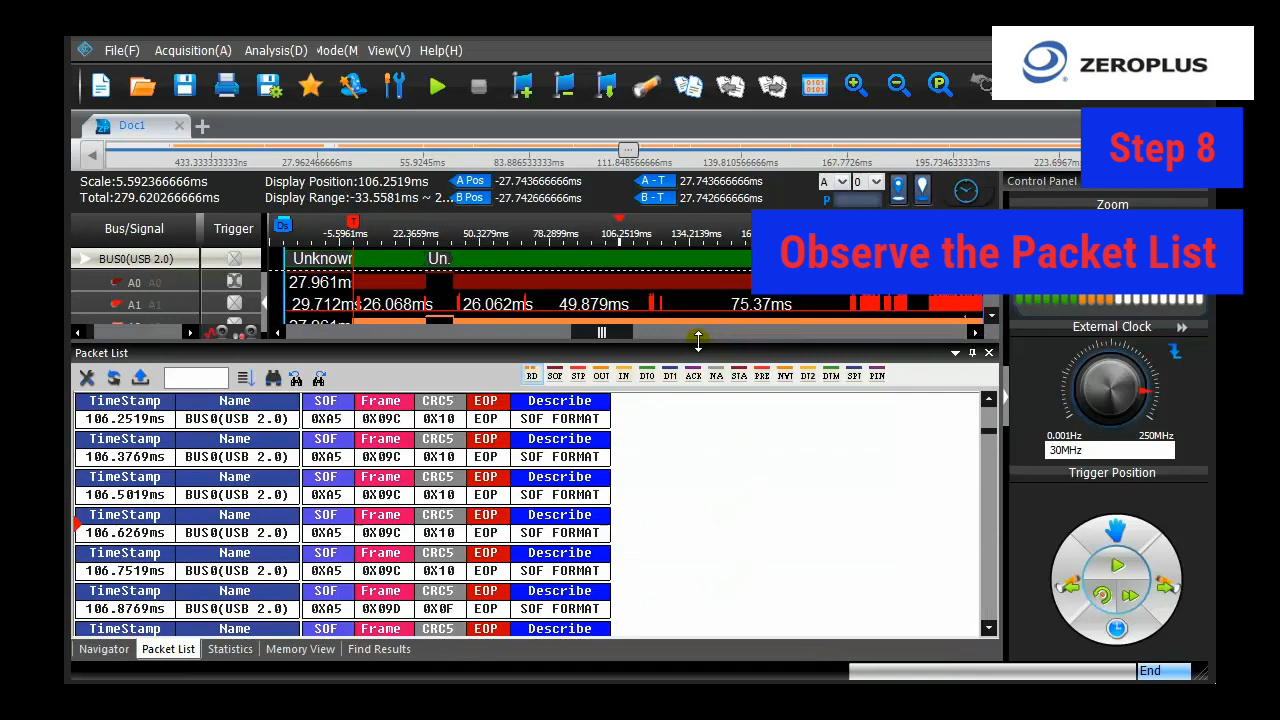 File(F) Acquisition(A) Analysis(D) Mode(M View(V) Help(H)
ZEROPLUS
Doc1
Step 8
433.333333333ns 27.962466666ms 55.9245ms 83.886533333ms 111.848566666ms 139.810599999ms 167.7726ms 195.734633333ms 223.6967
Scale:5.592366666ms Display Position:106.2519ms A Pos -27.743666666ms A - T 27.743666666ms A 0 Control Panel
Total:279.620266666ms Display Range:-33.5581ms ~ 2... B Pos -27.742666666ms B - T 27.742666666ms P
Zoom
Bus/Signal Trigger Ds T -5.5961ms 22.3659ms 50.3279ms 78.2899ms 106.2519ms 134.2139ms 16
Observe the Packet List
BUS0(USB 2.0) Unknown Un.
A0 A0 27.961m
A1 A1 29.712ms 26.068ms 26.062ms 49.879ms 75.37ms
27.961ms
External Clock
Packet List
RD SOF STP OUT IN DT0 DT1 ACK NA STA PRE NYT DT2 DTM SPT PIN
TimeStamp Name SOF Frame CRC5 EOP Describe
106.2519ms BUS0(USB 2.0) 0XA5 0X09C 0X10 EOP SOF FORMAT
TimeStamp Name SOF Frame CRC5 EOP Describe
106.3769ms BUS0(USB 2.0) 0XA5 0X09C 0X10 EOP SOF FORMAT
0.001Hz 250MHz
30MHz
TimeStamp Name SOF Frame CRC5 EOP Describe
Trigger Position
106.5019ms BUS0(USB 2.0) 0XA5 0X09C 0X10 EOP SOF FORMAT
TimeStamp Name SOF Frame CRC5 EOP Describe
106.6269ms BUS0(USB 2.0) 0XA5 0X09C 0X10 EOP SOF FORMAT
TimeStamp Name SOF Frame CRC5 EOP Describe
106.7519ms BUS0(USB 2.0) 0XA5 0X09C 0X10 EOP SOF FORMAT
TimeStamp Name SOF Frame CRC5 EOP Describe
106.8769ms BUS0(USB 2.0) 0XA5 0X09D 0X0F EOP SOF FORMAT
TimeStamp Name SOF Frame CRC5 EOP Describe
Navigator Packet List Statistics Memory View Find Results
End